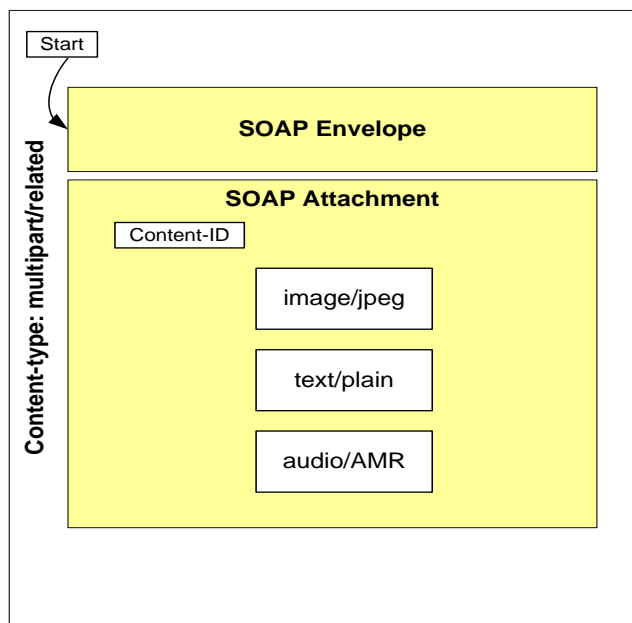 Start
Content-type: multipart/related
SOAP Envelope
SOAP Attachment
Content-ID
image/jpeg
text/plain
audio/AMR